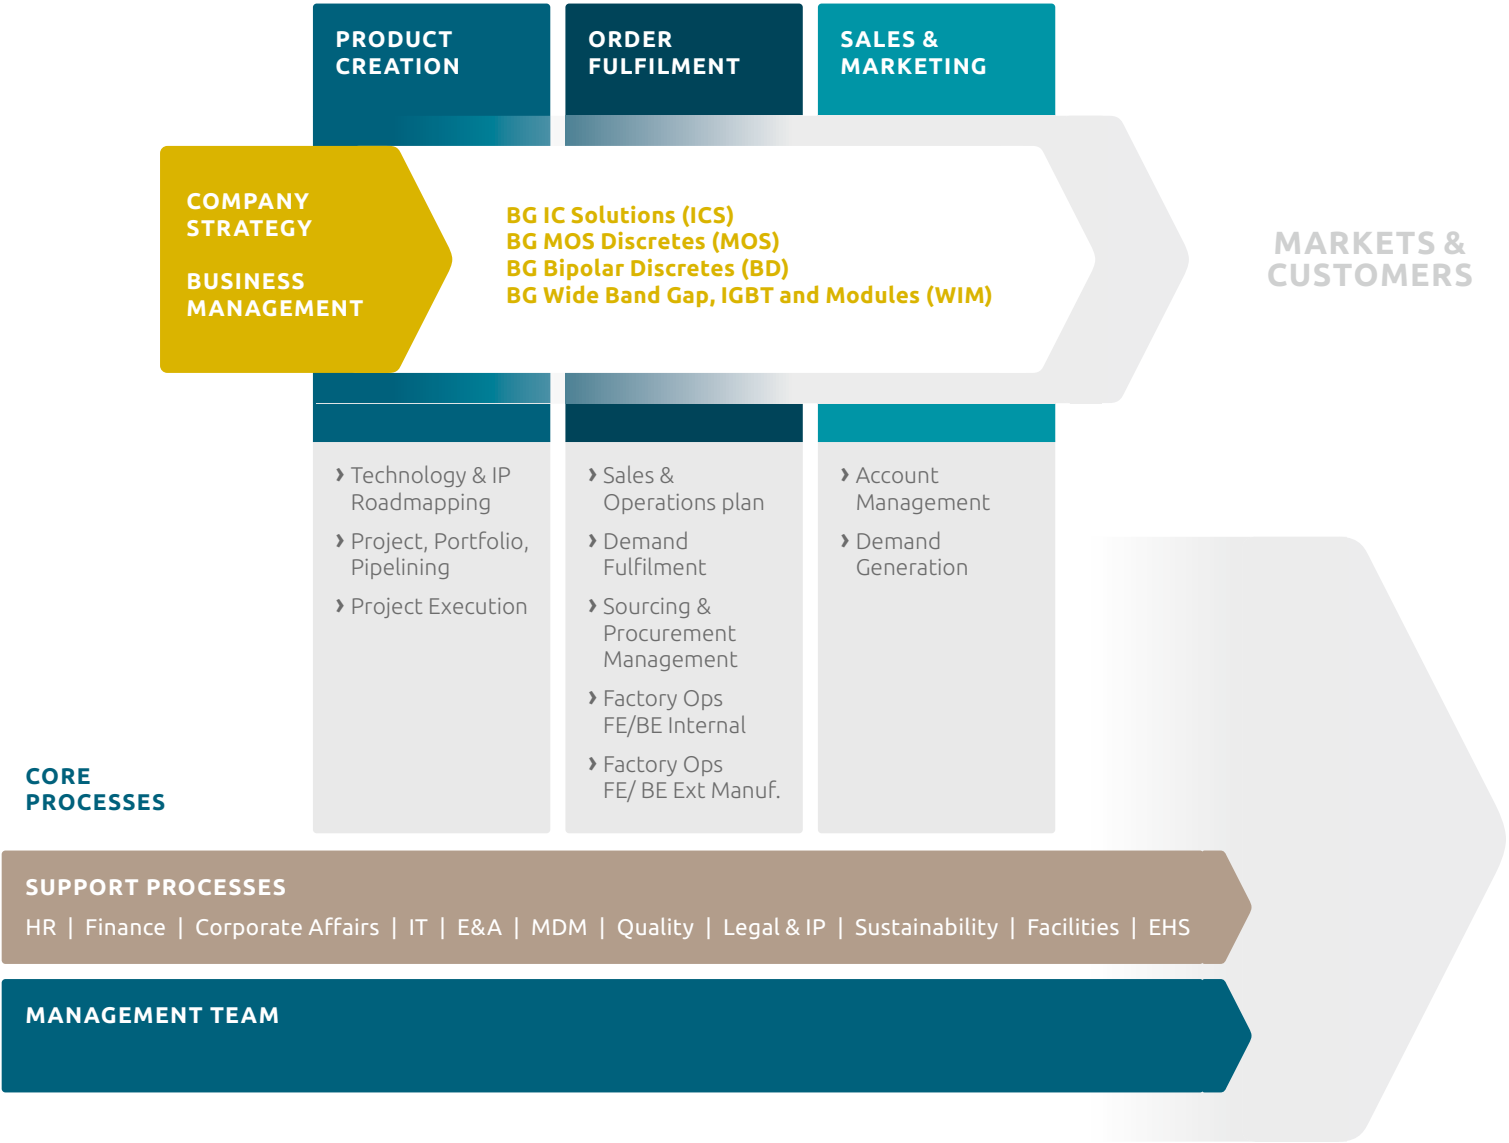 PRODUCT
CREATION
ORDER
FULFILMENT
SALES &
MARKETING
COMPANY
STRATEGY
BUSINESS
MANAGEMENT
BG IC Solutions (ICS)
BG MOS Discretes (MOS)
BG Bipolar Discretes (BD)
BG Wide Band Gap, IGBT and Modules (WIM)
MARKETS &
CUSTOMERS
› Technology & IP
Roadmapping
› Project, Portfolio,
Pipelining
› Project Execution
› Sales &
Operations plan
› Demand
Fulfilment
› Sourcing &
Procurement
Management
› Factory Ops
FE/BE Internal
› Factory Ops
FE/ BE Ext Manuf.
› Account
Management
› Demand
Generation
CORE
PROCESSES
SUPPORT PROCESSES
HR | Finance | Corporate Affairs | IT | E&A | MDM | Quality | Legal & IP | Sustainability | Facilities | EHS
MANAGEMENT TEAM